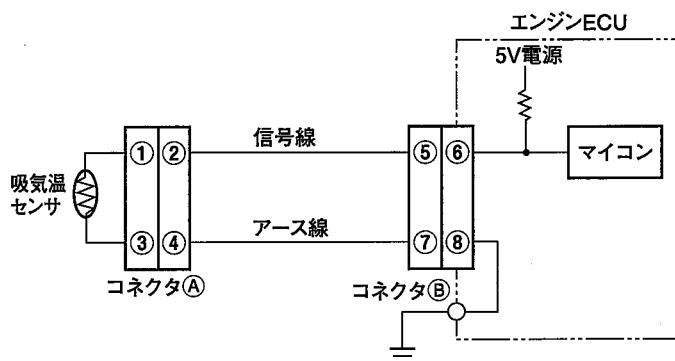 エンジンECU
5V電源
マイコン
信号線
① ② ⑤ ⑥
吸気温
センサ
アース線
③ ④ ⑦ ⑧
コネクタⒶ
コネクタⒷ